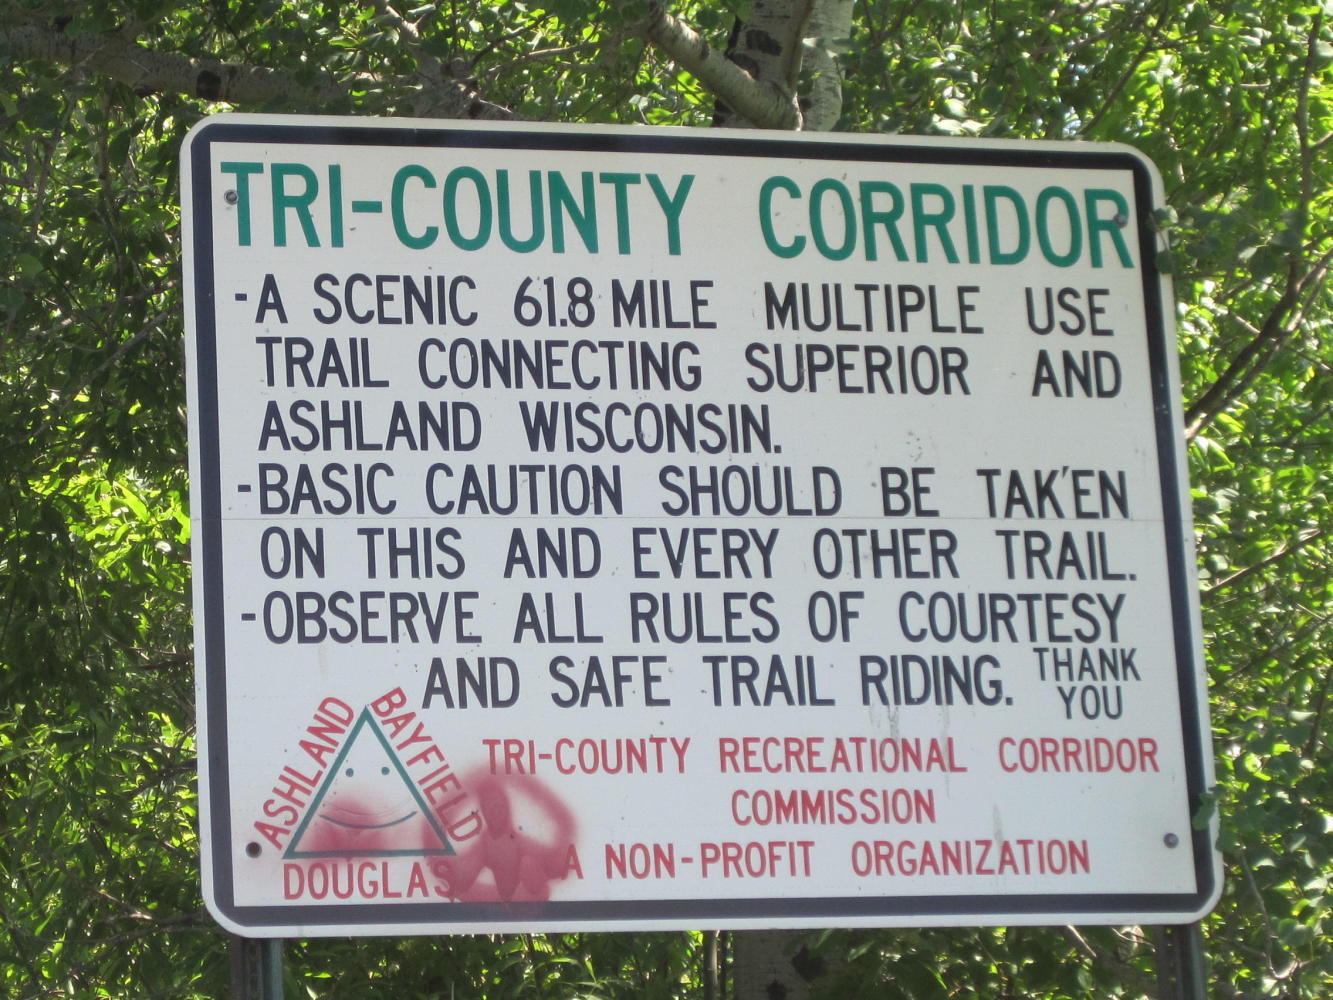 TRI-COUNTY CORRIDOR
-A SCENIC 61.8 MILE MULTIPLE USE
TRAIL CONNECTING SUPERIOR AND
ASHLAND WISCONSIN.
-BASIC CAUTION SHOULD BE TAK'EN
ON THIS AND EVERY OTHER TRAIL.
-OBSERVE ALL RULES OF COURTESY
AND SAFE TRAIL RIDING. THANK
YOU
ASHLAND BAYFIELD
DOUGLAS
TRI-COUNTY RECREATIONAL CORRIDOR
COMMISSION
A NON-PROFIT ORGANIZATION